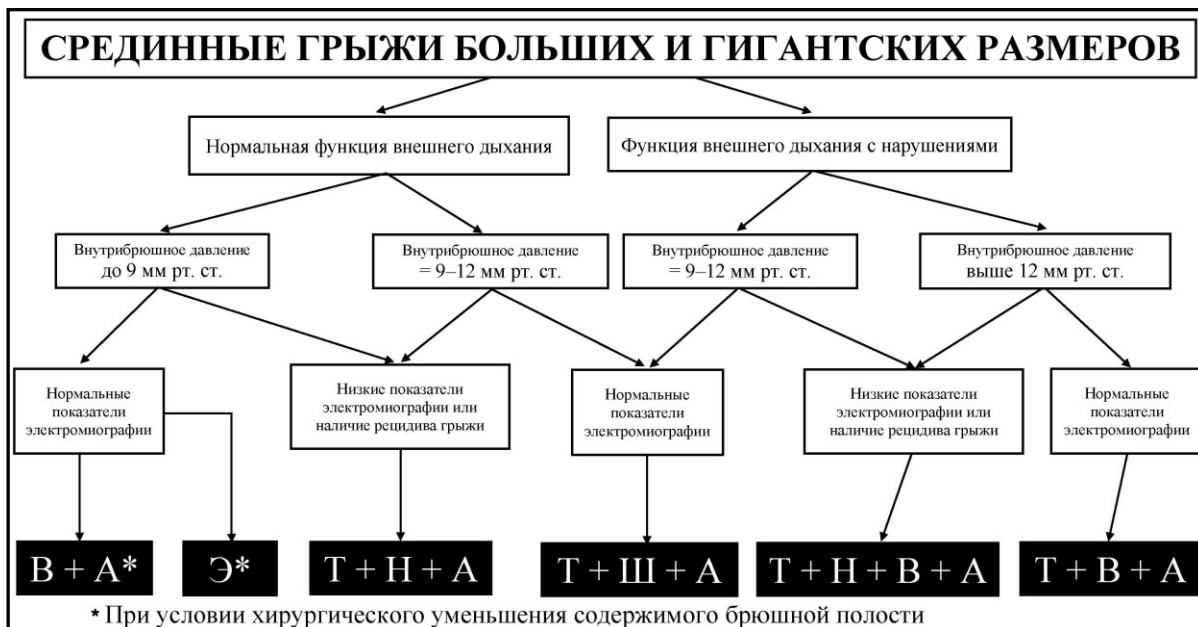 СРЕДИННЫЕ ГРЫЖИ БОЛЬШИХ И ГИГАНТСКИХ РАЗМЕРОВ
Нормальная функция внешнего дыхания
Функция внешнего дыхания с нарушениями
Внутрибрюшное давление
до 9 мм рт. ст.
Внутрибрюшное давление
= 9–12 мм рт. ст.
Внутрибрюшное давление
= 9–12 мм рт. ст.
Внутрибрюшное давление
выше 12 мм рт. ст.
Нормальные
показатели
электромиографии
Низкие показатели
электромиографии или
наличие рецидива грыжи
Нормальные
показатели
электромиографии
Низкие показатели
электромиографии или
наличие рецидива грыжи
Нормальные
показатели
электромиографии
В + А*
Э*
Т + Н + А
Т + Ш + А
Т + Н + В + А
Т + В + А
* При условии хирургического уменьшения содержимого брюшной полости